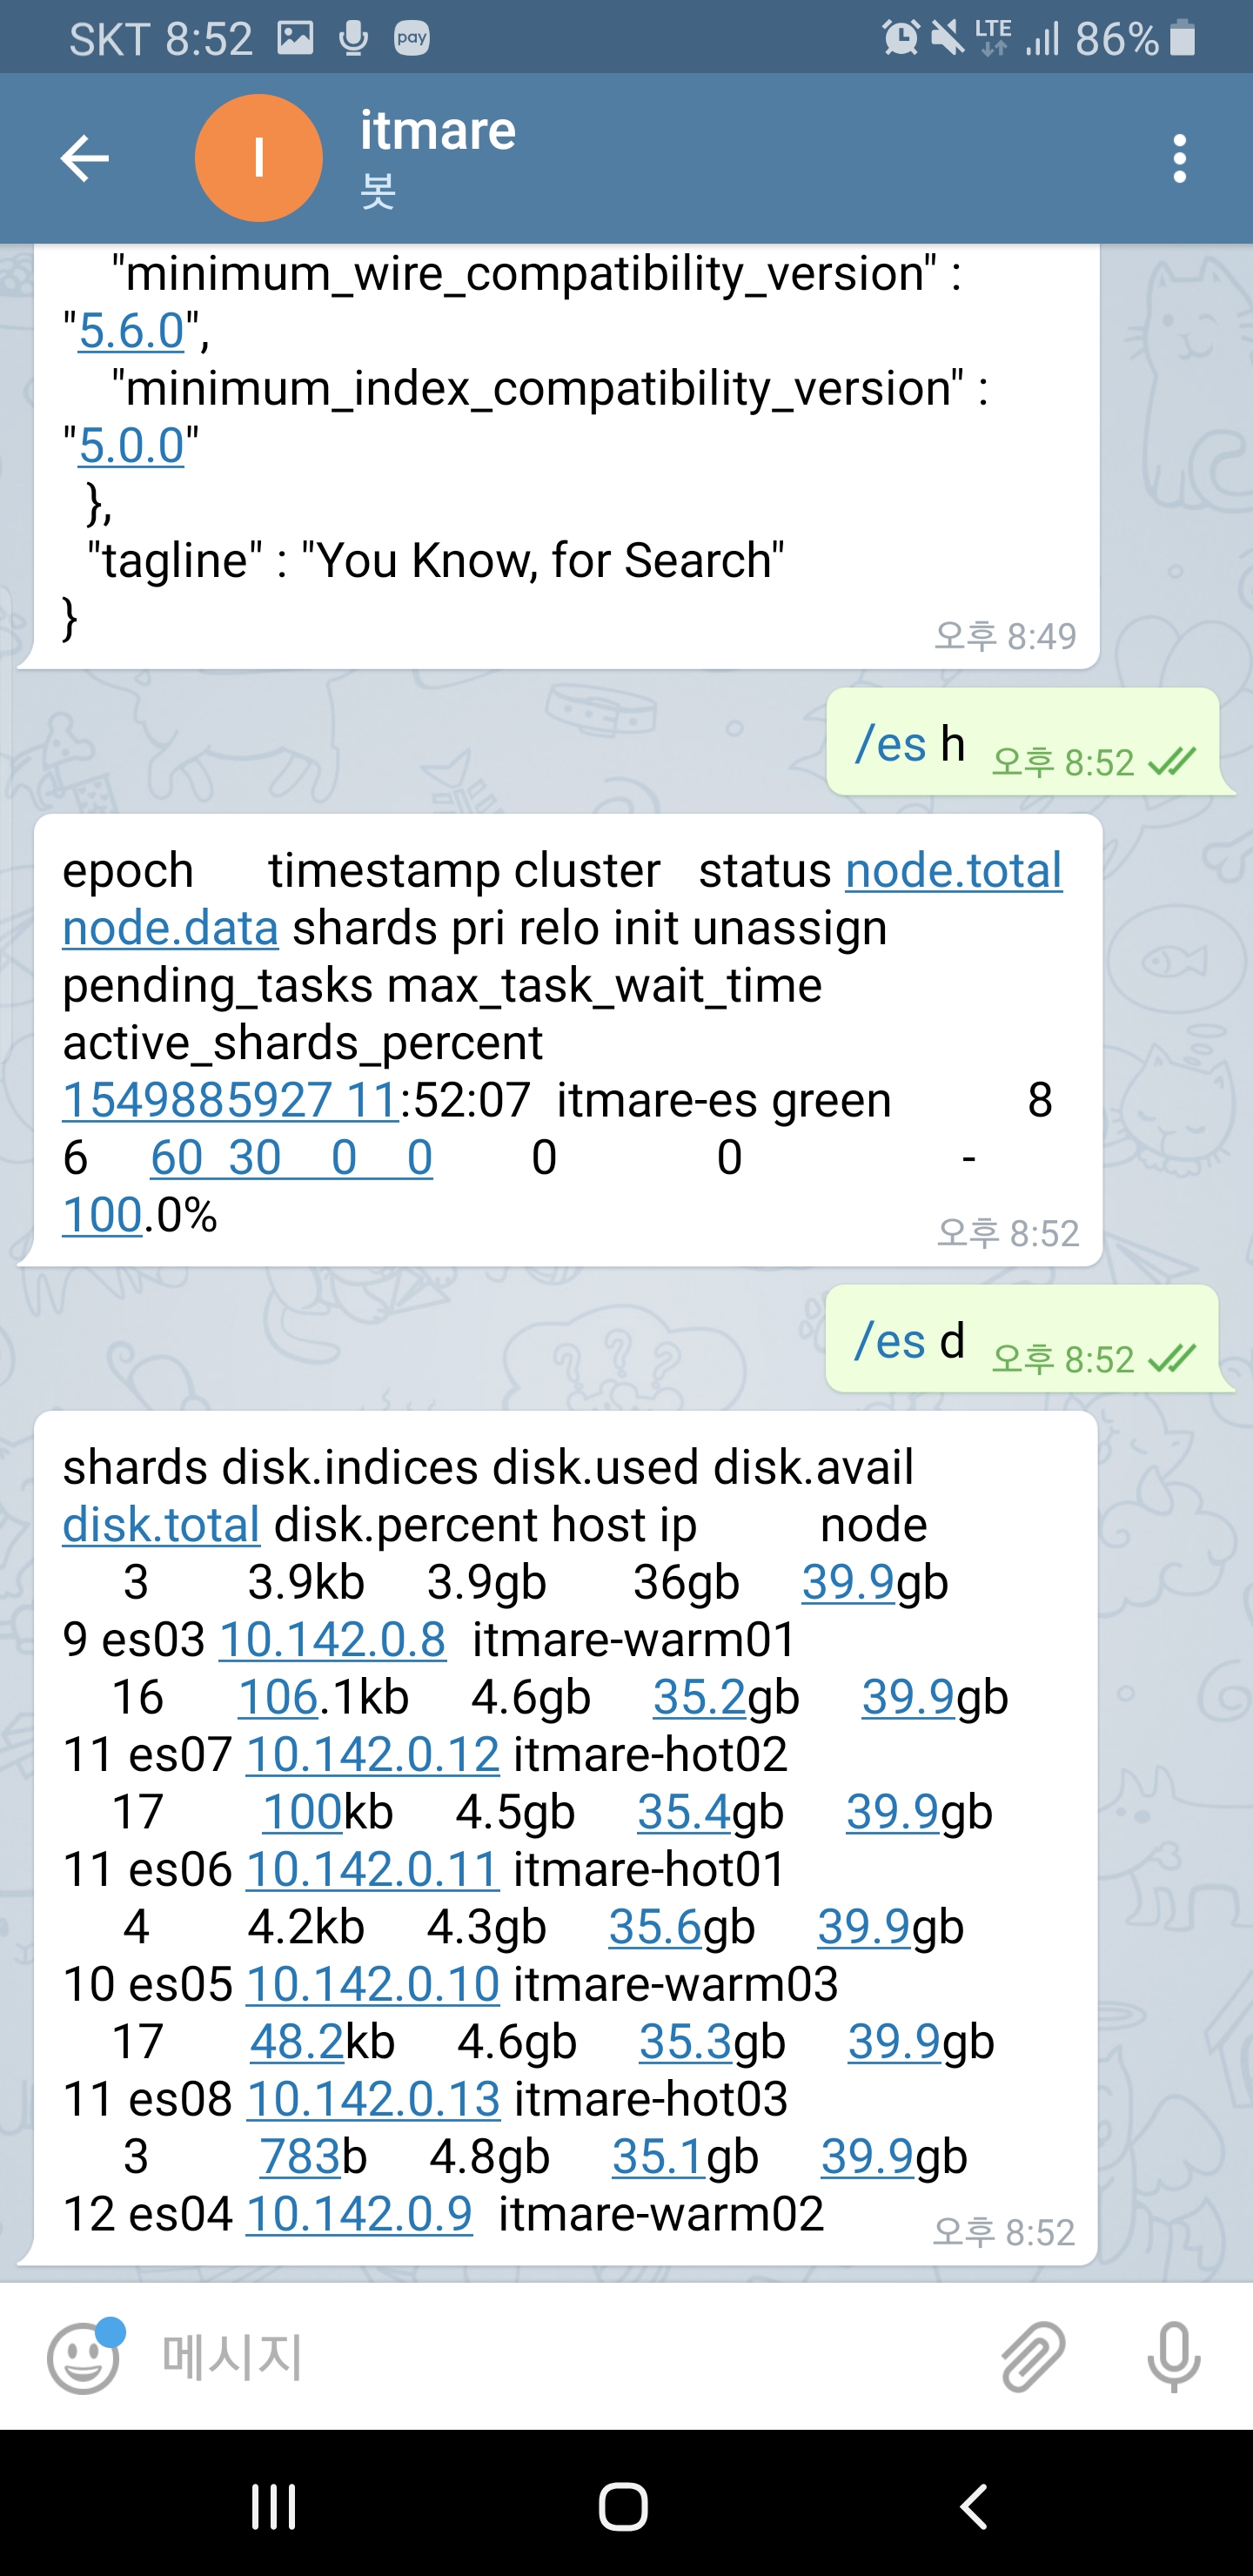 SKT 8:52 pay LTE 86%
I
itmare
봇
"minimum_wire_compatibility_version" :
"5.6.0",
"minimum_index_compatibility_version" :
"5.0.0"
},
"tagline" : "You Know, for Search"
}
오후 8:49
/es h 오후 8:52
epoch timestamp cluster status node.total
node.data shards pri relo init unassign
pending_tasks max_task_wait_time
active_shards_percent
1549885927 11:52:07 itmare-es green 8
6 60 30 0 0 0 0 -
100.0%
오후 8:52
/es d 오후 8:52
shards disk.indices disk.used disk.avail
disk.total disk.percent host ip node
3 3.9kb 3.9gb 36gb 39.9gb
9 es03 10.142.0.8 itmare-warm01
16 106.1kb 4.6gb 35.2gb 39.9gb
11 es07 10.142.0.12 itmare-hot02
17 100kb 4.5gb 35.4gb 39.9gb
11 es06 10.142.0.11 itmare-hot01
4 4.2kb 4.3gb 35.6gb 39.9gb
10 es05 10.142.0.10 itmare-warm03
17 48.2kb 4.6gb 35.3gb 39.9gb
11 es08 10.142.0.13 itmare-hot03
3 783b 4.8gb 35.1gb 39.9gb
12 es04 10.142.0.9 itmare-warm02
오후 8:52
메시지